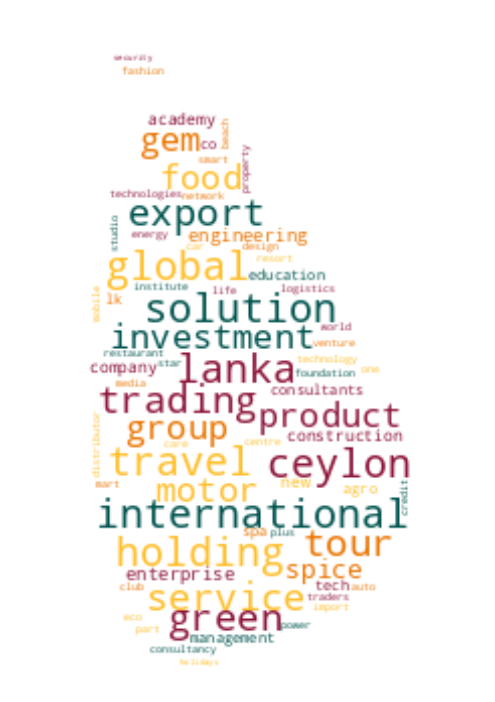 security
fashion
academy
beach
gem
co
smart
property
food
technologies
network
export
studio
energy
engineering
car
design
resort
global
education
institute
life
logistics
mobile
lk
solution
investment
world
venture
restaurant
star
lanka
technology
company
foundation
one
media
consultants
trading
product
group
construction
distributor
care
centre
travel
ceylon
mart
motor
new
agro
credit
international
spa
plus
tour
holding
spice
enterprise
club
tech
auto
service
traders
import
green
eco
part
power
management
consultancy
holidays